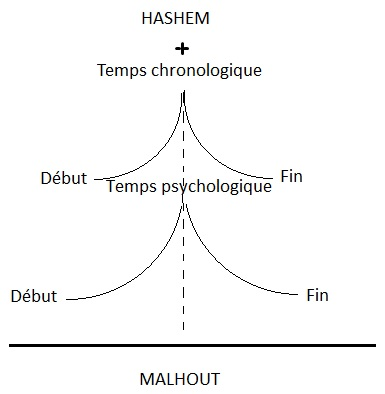 HASHEM
+
Temps chronologique
Début
Fin
Temps psychologique
Début
Fin
MALHOUT